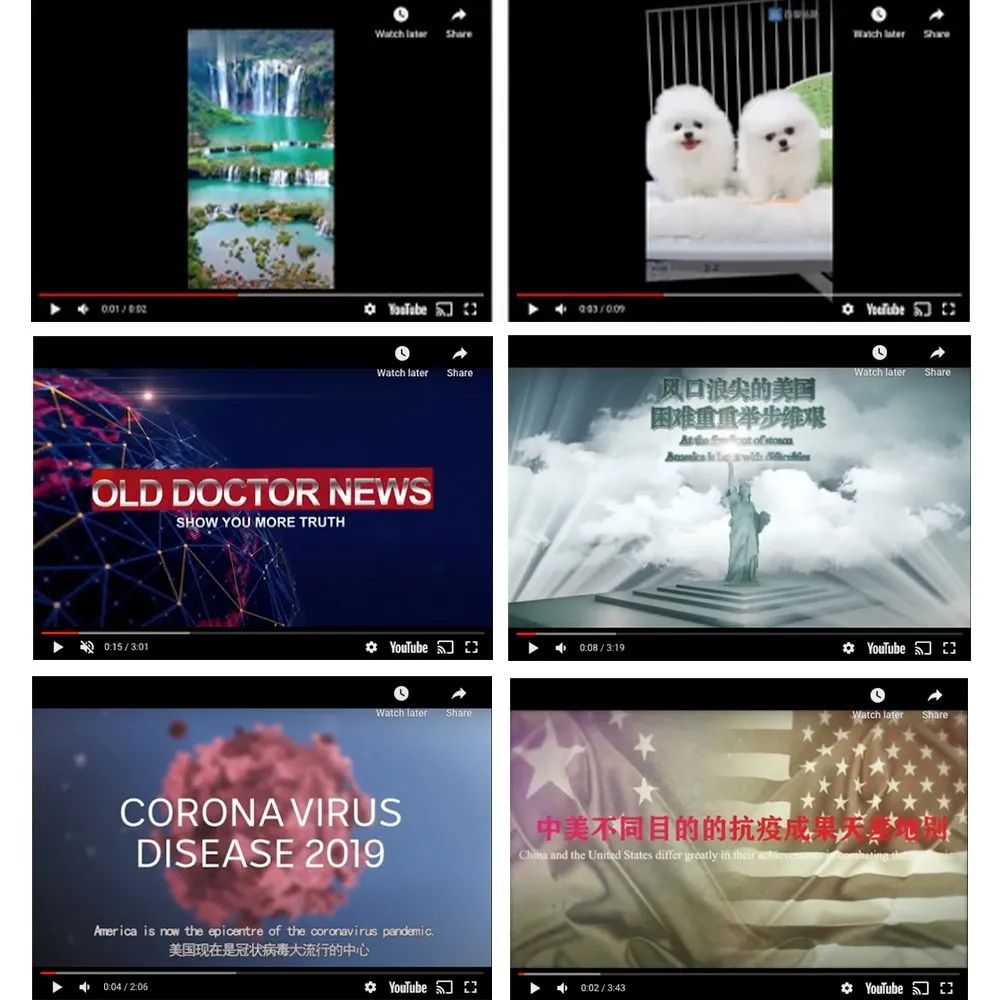 Watch later Share
0:01 / 0:02
YouTube
Watch later Share
0:03 / 0:09
YouTube
Watch later Share
OLD DOCTOR NEWS
SHOW YOU MORE TRUTH
0:15 / 3:01
YouTube
Watch later Share
风口浪尖的美国
困难重重举步维艰
At the of storm
America is with difficulties
0:08 / 3:19
YouTube
Watch later Share
CORONAVIRUS
DISEASE 2019
America is now the epicentre of the coronavirus pandemic.
美国现在是冠状病毒大流行的中心
0:04 / 2:06
YouTube
Watch later Share
中美不同目的的抗疫成果天差地别
China and the United States differ greatly in their achievements in combating the
0:02 / 3:43
YouTube